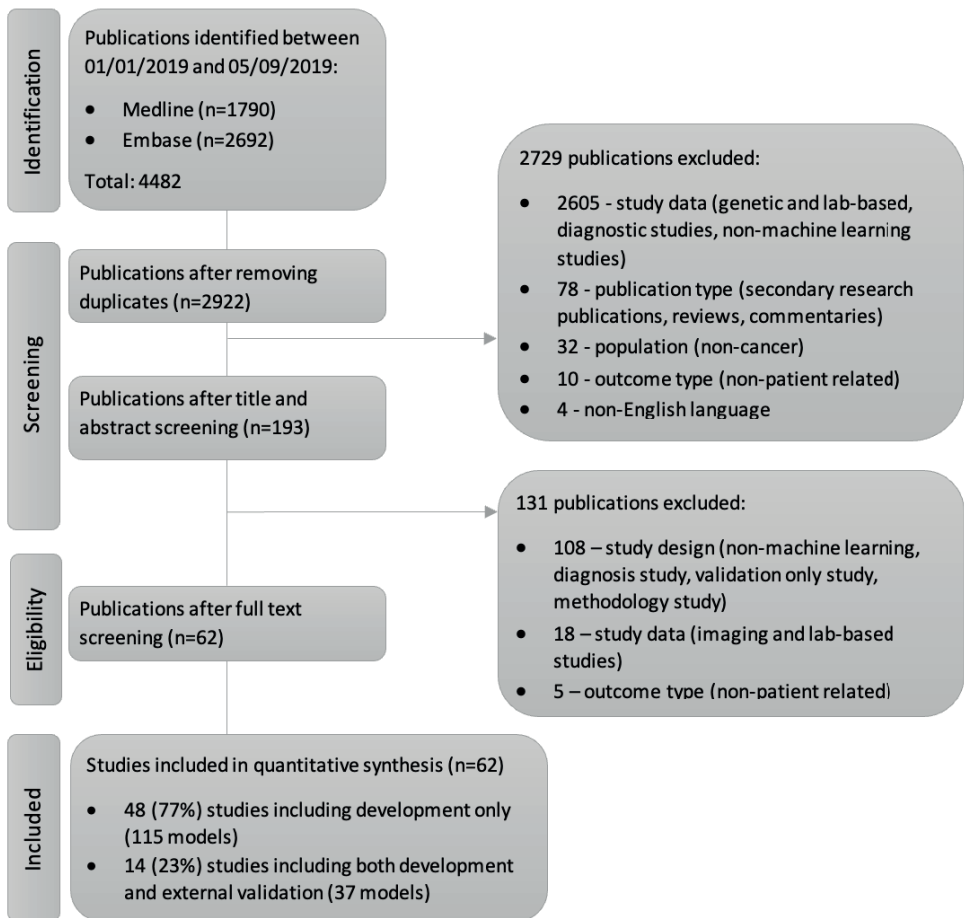 Identification
Publications identified between
01/01/2019 and 05/09/2019:
• Medline (n=1790)
• Embase (n=2692)
Total: 4482
Screening
Publications after removing
duplicates (n=2922)
2729 publications excluded:
• 2605 - study data (genetic and lab-based,
diagnostic studies, non-machine learning
studies)
• 78 - publication type (secondary research
publications, reviews, commentaries)
• 32 - population (non-cancer)
• 10 - outcome type (non-patient related)
• 4 - non-English language
Publications after title and
abstract screening (n=193)
131 publications excluded:
• 108 – study design (non-machine learning,
diagnosis study, validation only study,
methodology study)
• 18 – study data (imaging and lab-based
studies)
• 5 – outcome type (non-patient related)
Eligibility
Publications after full text
screening (n=62)
Included
Studies included in quantitative synthesis (n=62)
• 48 (77%) studies including development only
(115 models)
• 14 (23%) studies including both development
and external validation (37 models)